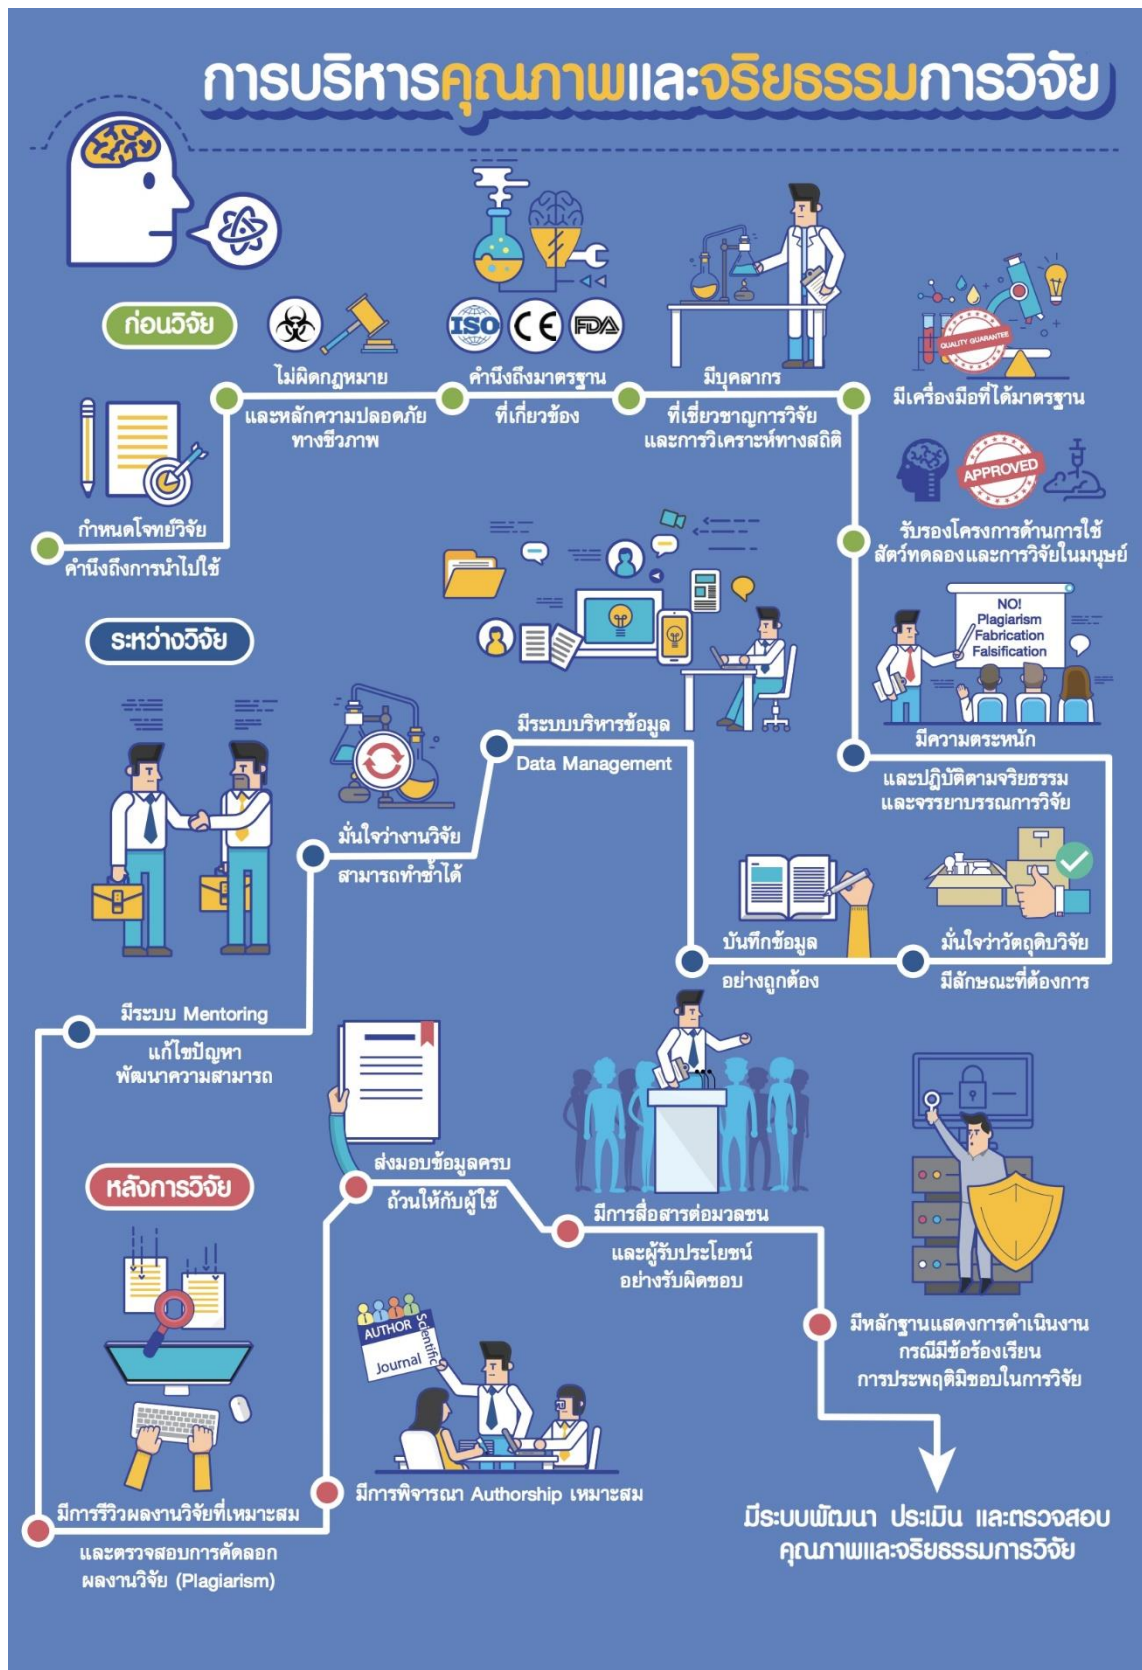 การบริหารคุณภาพและจริยธรรมการวิจัย
ก่อนวิจัย
กำหนดโจทย์วิจัย
คำนึงถึงการนำไปใช้
ไม่ผิดกฎหมาย
และหลักความปลอดภัย
ทางชีวภาพ
ISO CE FDA
คำนึงถึงมาตรฐาน
ที่เกี่ยวข้อง
มีบุคลากร
ที่เชี่ยวชาญการวิจัย
และการวิเคราะห์ทางสถิติ
QUALITY GUARANTEE
มีเครื่องมือที่ได้มาตรฐาน
APPROVED
รับรองโครงการด้านการใช้
สัตว์ทดลองและการวิจัยในมนุษย์
ระหว่างวิจัย
NO!
Plagiarism
Fabrication
Falsification
มีความตระหนัก
และปฏิบัติตามจริยธรรม
และจรรยาบรรณการวิจัย
มั่นใจว่าวัตถุดิบวิจัย
มีลักษณะที่ต้องการ
บันทึกข้อมูล
อย่างถูกต้อง
มีระบบบริหารข้อมูล
Data Management
มั่นใจว่างานวิจัย
สามารถทำซ้ำได้
มีระบบ Mentoring
แก้ไขปัญหา
พัฒนาความสามารถ
หลังการวิจัย
มีการรีวิวผลงานวิจัยที่เหมาะสม
และตรวจสอบการคัดลอก
ผลงานวิจัย (Plagiarism)
AUTHOR
Scientific
Journal
มีการพิจารณา Authorship เหมาะสม
ส่งมอบข้อมูลครบ
ถ้วนให้กับผู้ใช้
มีการสื่อสารต่อมวลชน
และผู้รับประโยชน์
อย่างรับผิดชอบ
มีหลักฐานแสดงการดำเนินงาน
กรณีมีข้อร้องเรียน
การประพฤติมิชอบในการวิจัย
มีระบบพัฒนา ประเมิน และตรวจสอบ
คุณภาพและจริยธรรมการวิจัย